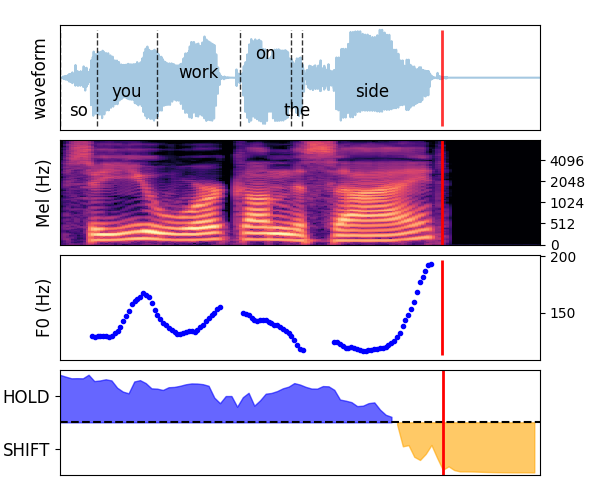 waveform
so
you
work
on
the
side
Mel (Hz)
4096
2048
1024
512
0
F0 (Hz)
200
150
HOLD
SHIFT